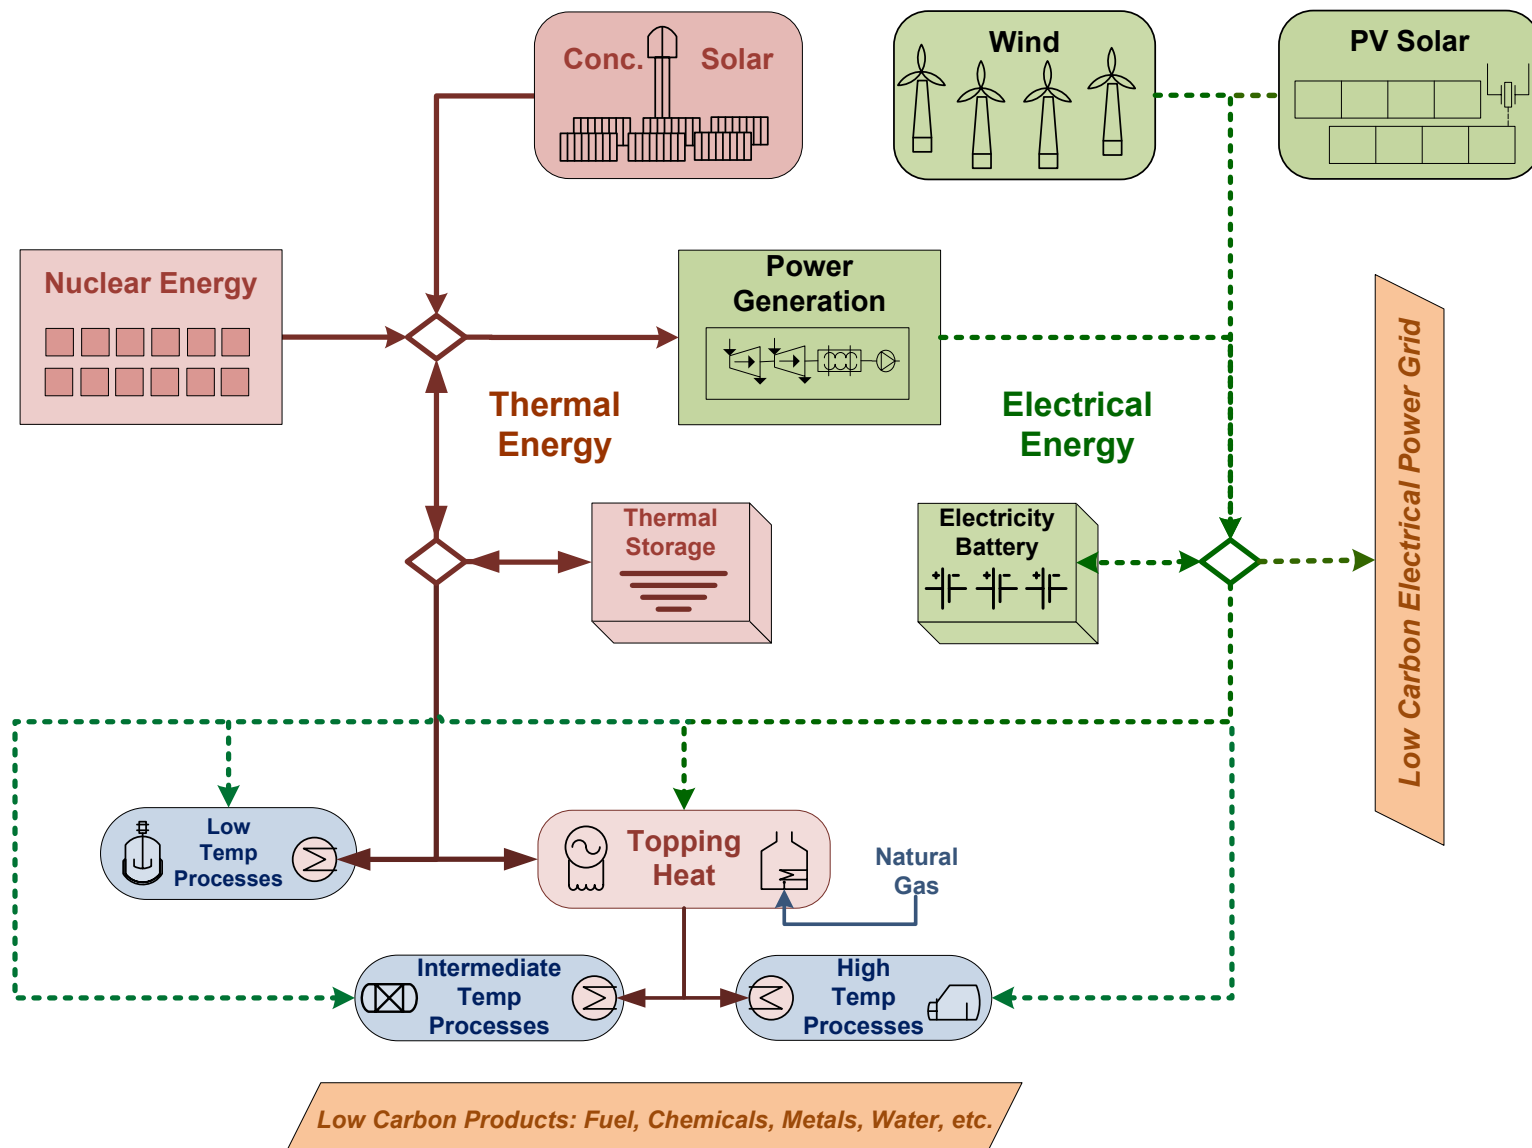 Conc. Solar
Wind
PV Solar
Nuclear Energy
Power
Generation
Thermal
Energy
Electrical
Energy
Thermal
Storage
Electricity
Battery
Low Carbon Electrical Power Grid
Low
Temp
Processes
Topping
Heat
Natural
Gas
Intermediate
Temp
Processes
High
Temp
Processes
Low Carbon Products: Fuel, Chemicals, Metals, Water, etc.